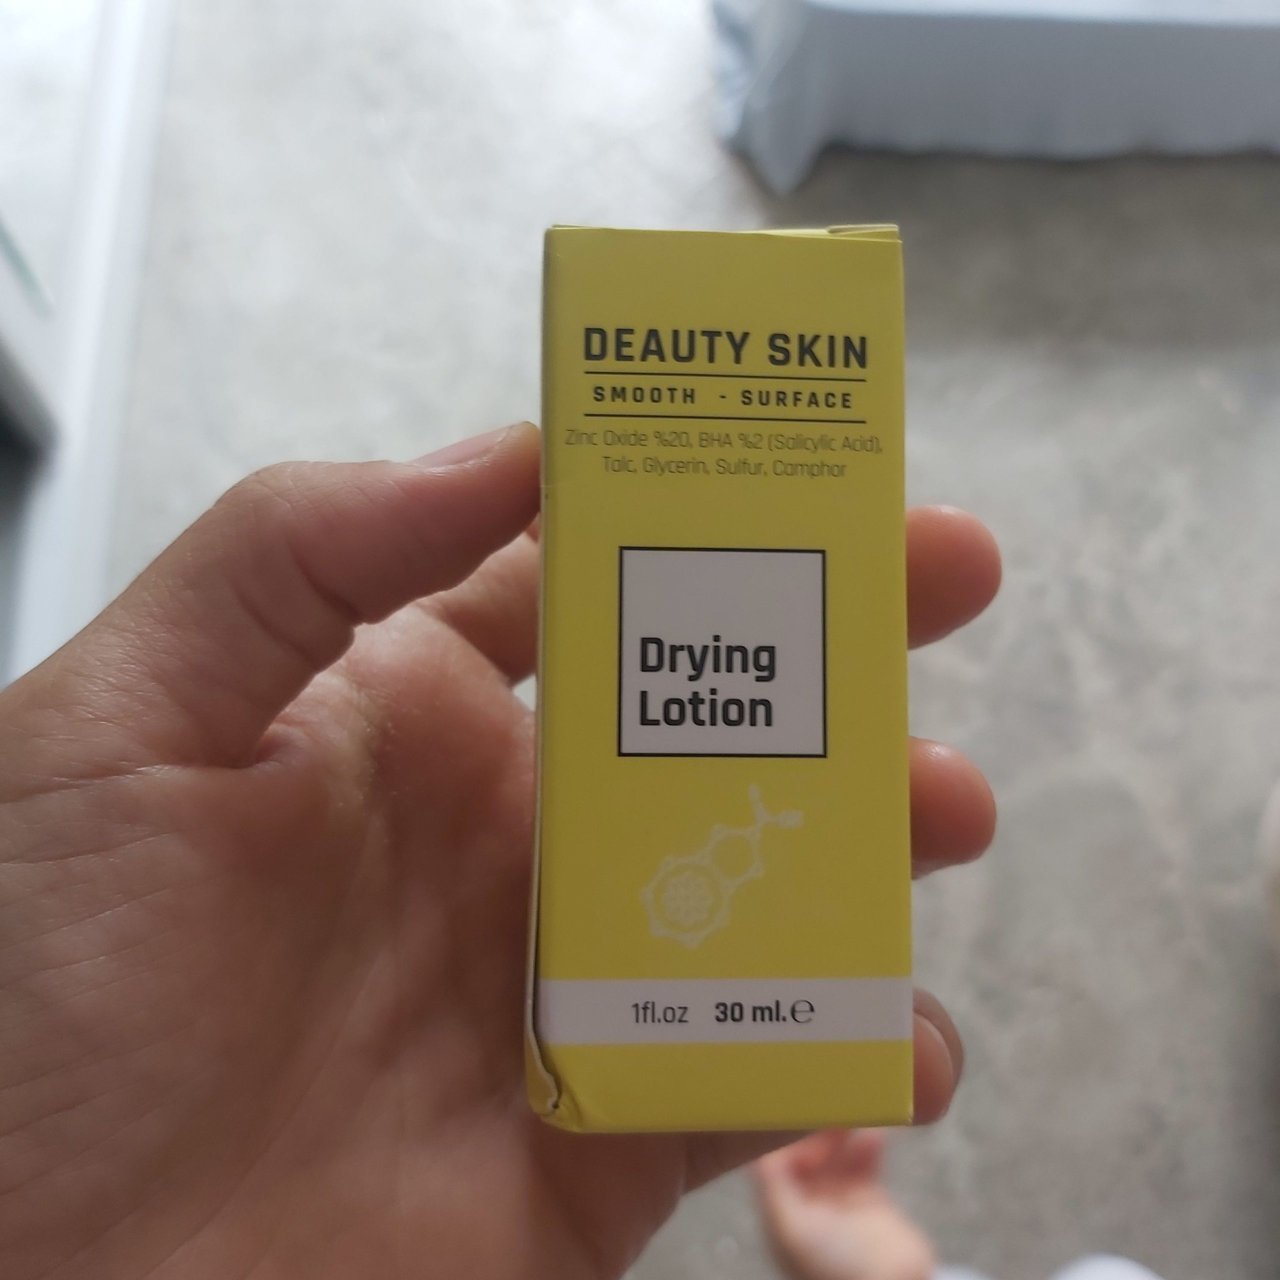 DEAUTY SKIN
SMOOTH - SURFACE
Zinc Oxide %20, BHA %2 (Salicylic Acid),
Talc, Glycerin, Sulfur, Camphor
Drying
Lotion
1fl.oz 30 ml.℮